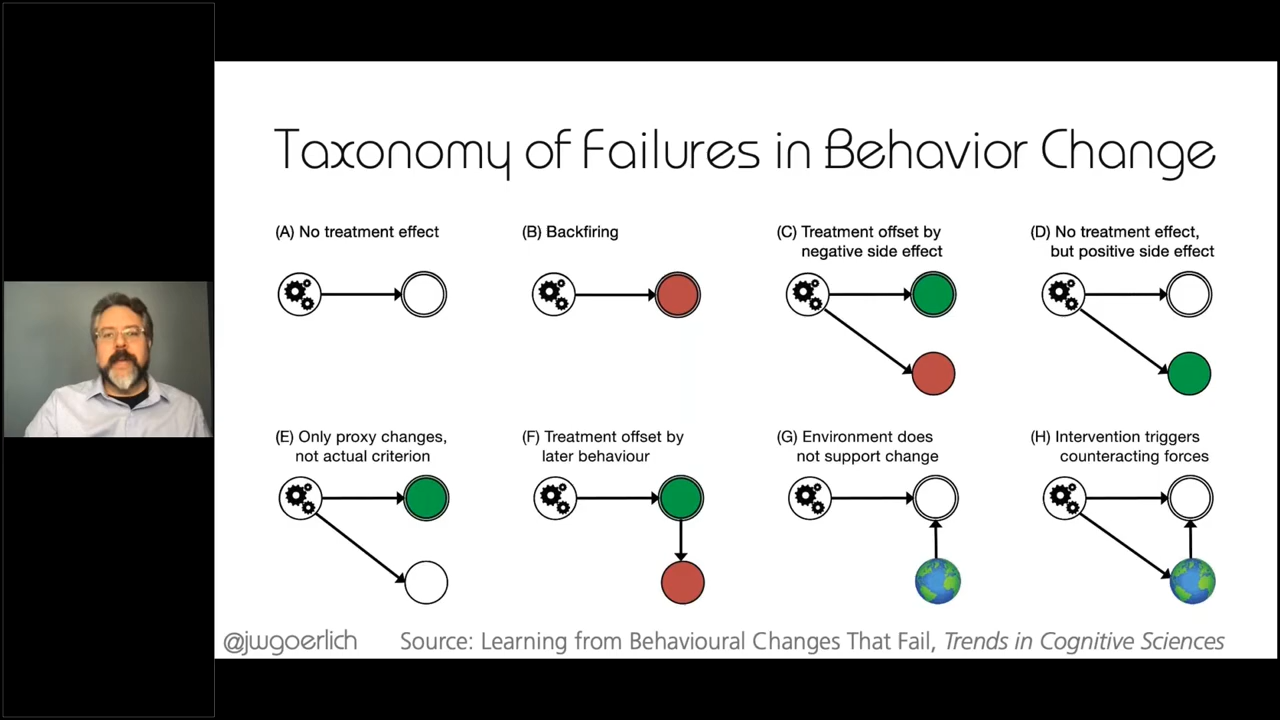 Taxonomy of Failures in Behavior Change
(A) No treatment effect
(B) Backfiring
(C) Treatment offset by
negative side effect
(D) No treatment effect,
but positive side effect
(E) Only proxy changes,
not actual criterion
(F) Treatment offset by
later behaviour
(G) Environment does
not support change
(H) Intervention triggers
counteracting forces
@jwgoerlich
Source: Learning from Behavioural Changes That Fail, Trends in Cognitive Sciences